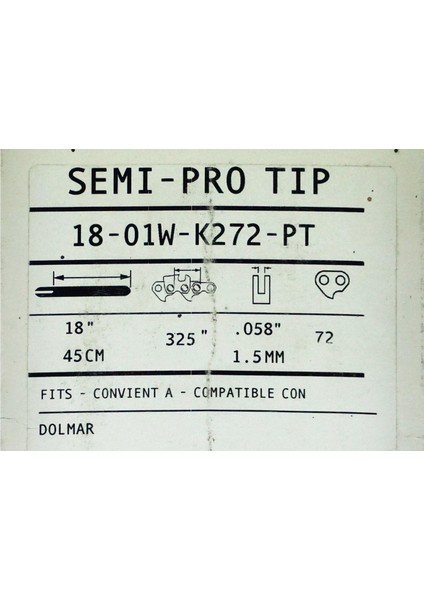 SEMI-PRO TIP
18-01W-K272-PT
18" 325" .058" 72
45CM 1.5MM
FITS - CONVIENT A - COMPATIBLE CON
DOLMAR